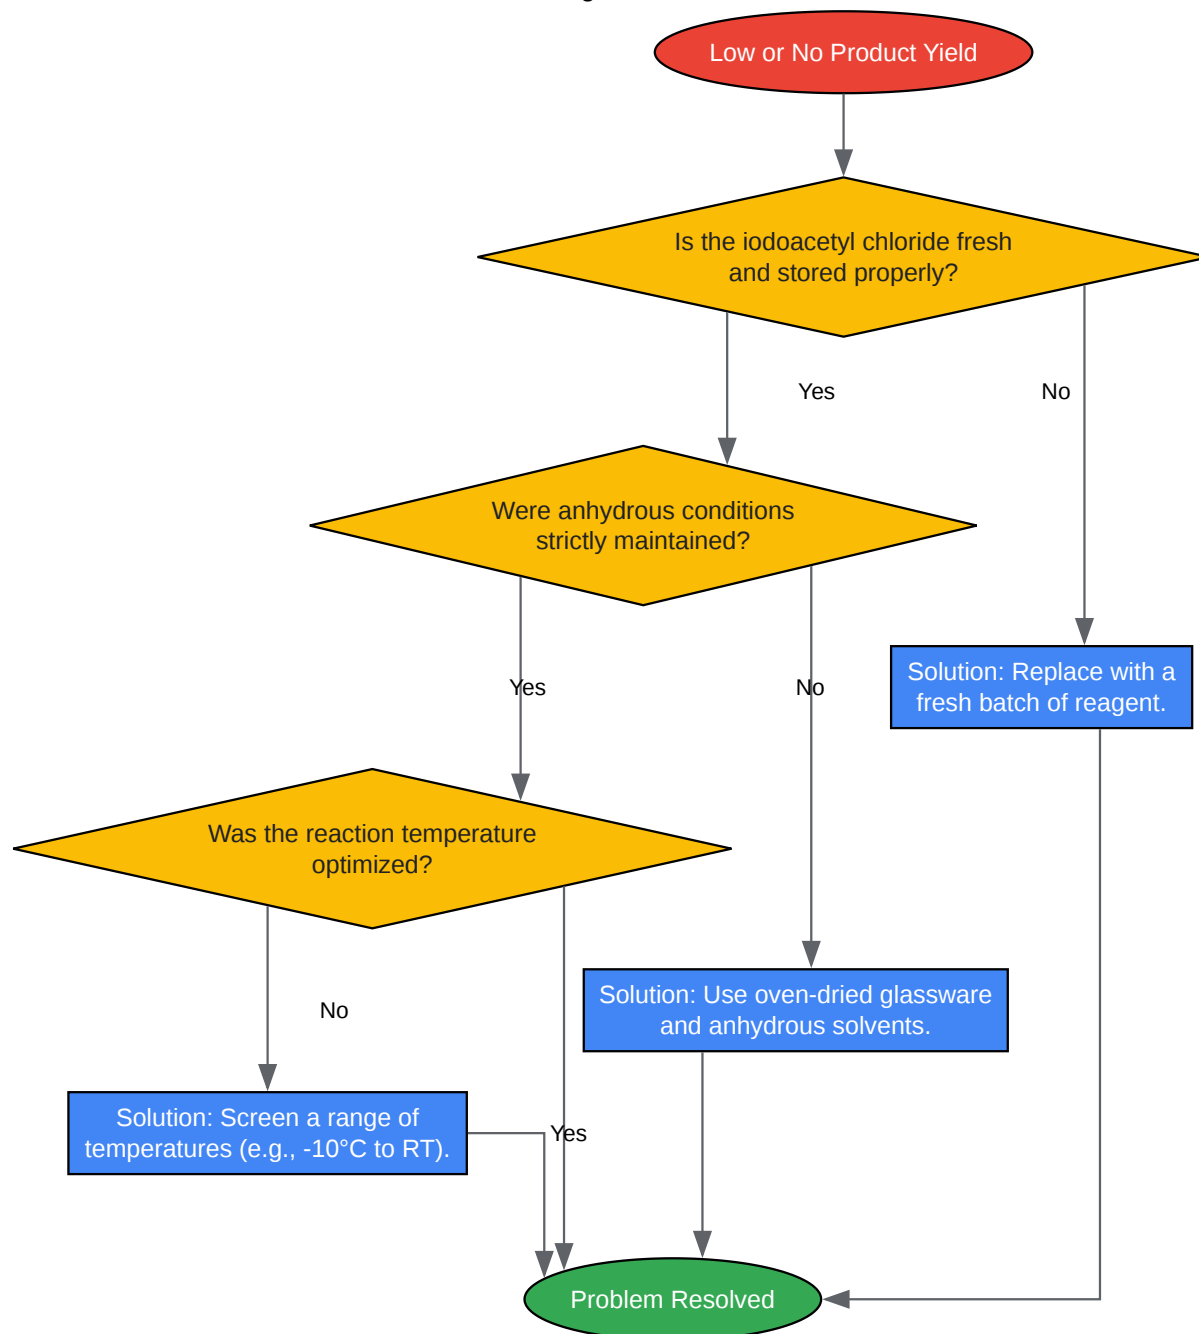 Low or No Product Yield
Is the iodoacetyl chloride fresh
and stored properly?
Yes
No
Were anhydrous conditions
strictly maintained?
Yes
No
Solution: Replace with a
fresh batch of reagent.
Was the reaction temperature
optimized?
No
Yes
Solution: Use oven-dried glassware
and anhydrous solvents.
Solution: Screen a range of
temperatures (e.g., -10°C to RT).
Problem Resolved